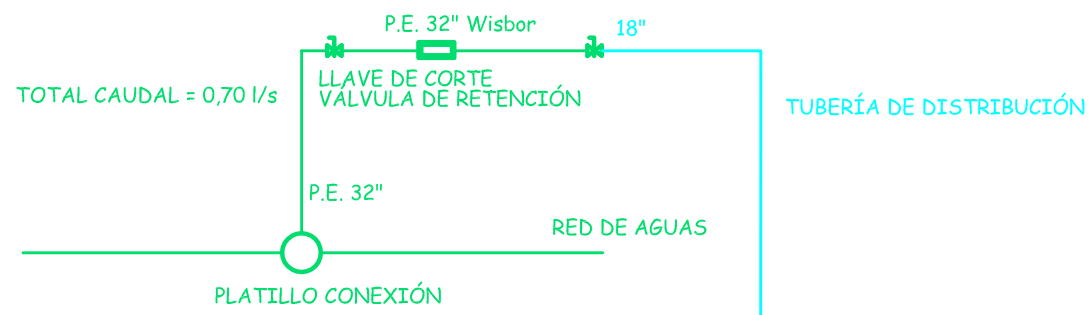 P.E. 32" Wisbor
18"
LLAVE DE CORTE
VÁLVULA DE RETENCIÓN
TOTAL CAUDAL = 0,70 l/s
TUBERÍA DE DISTRIBUCIÓN
P.E. 32"
RED DE AGUAS
PLATILLO CONEXIÓN